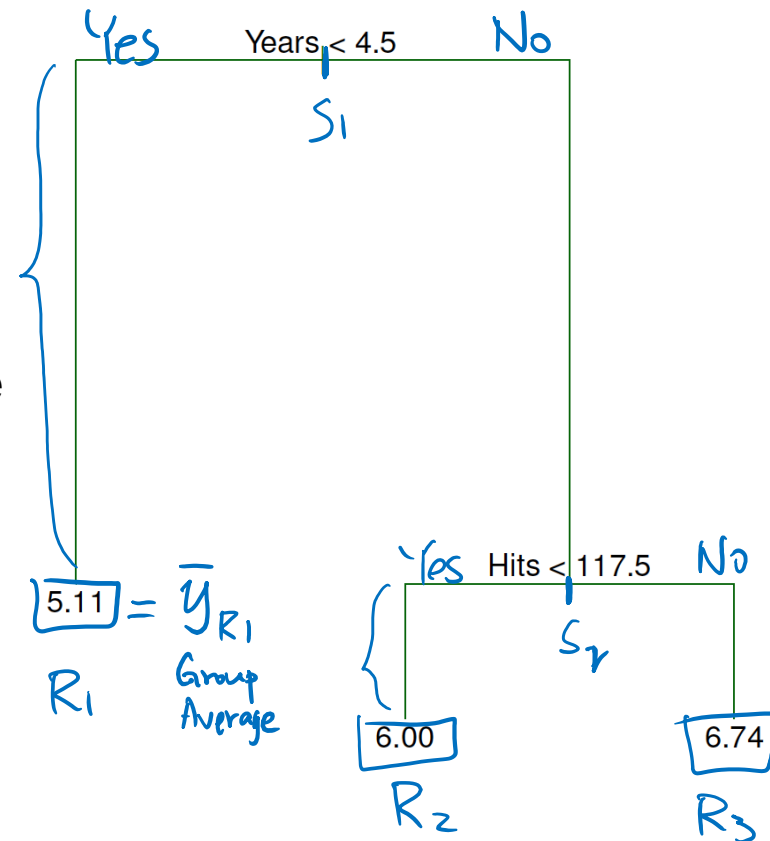 Yes Years < 4.5 No
S1
Yes Hits < 117.5 No
5.11 = y̅R1
S2
R1 Group
Average
6.00 6.74
R2 R3